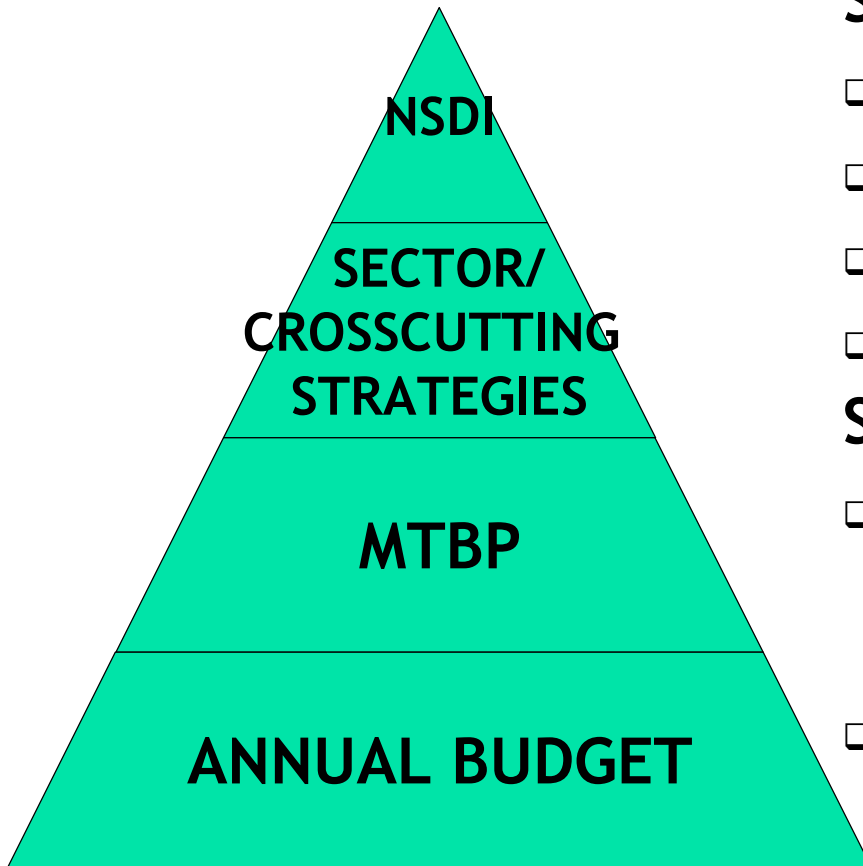 NSDI
SECTOR/
CROSSCUTTING
STRATEGIES
MTBP
ANNUAL BUDGET